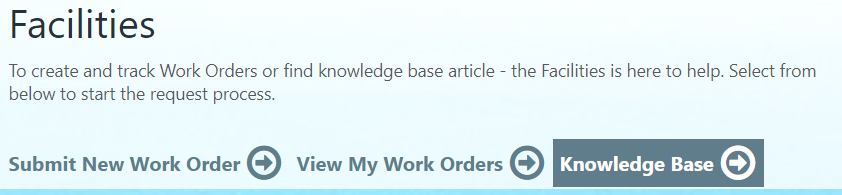 Facilities
To create and track Work Orders or find knowledge base article - the Facilities is here to help. Select from
below to start the request process.
Submit New Work Order View My Work Orders Knowledge Base